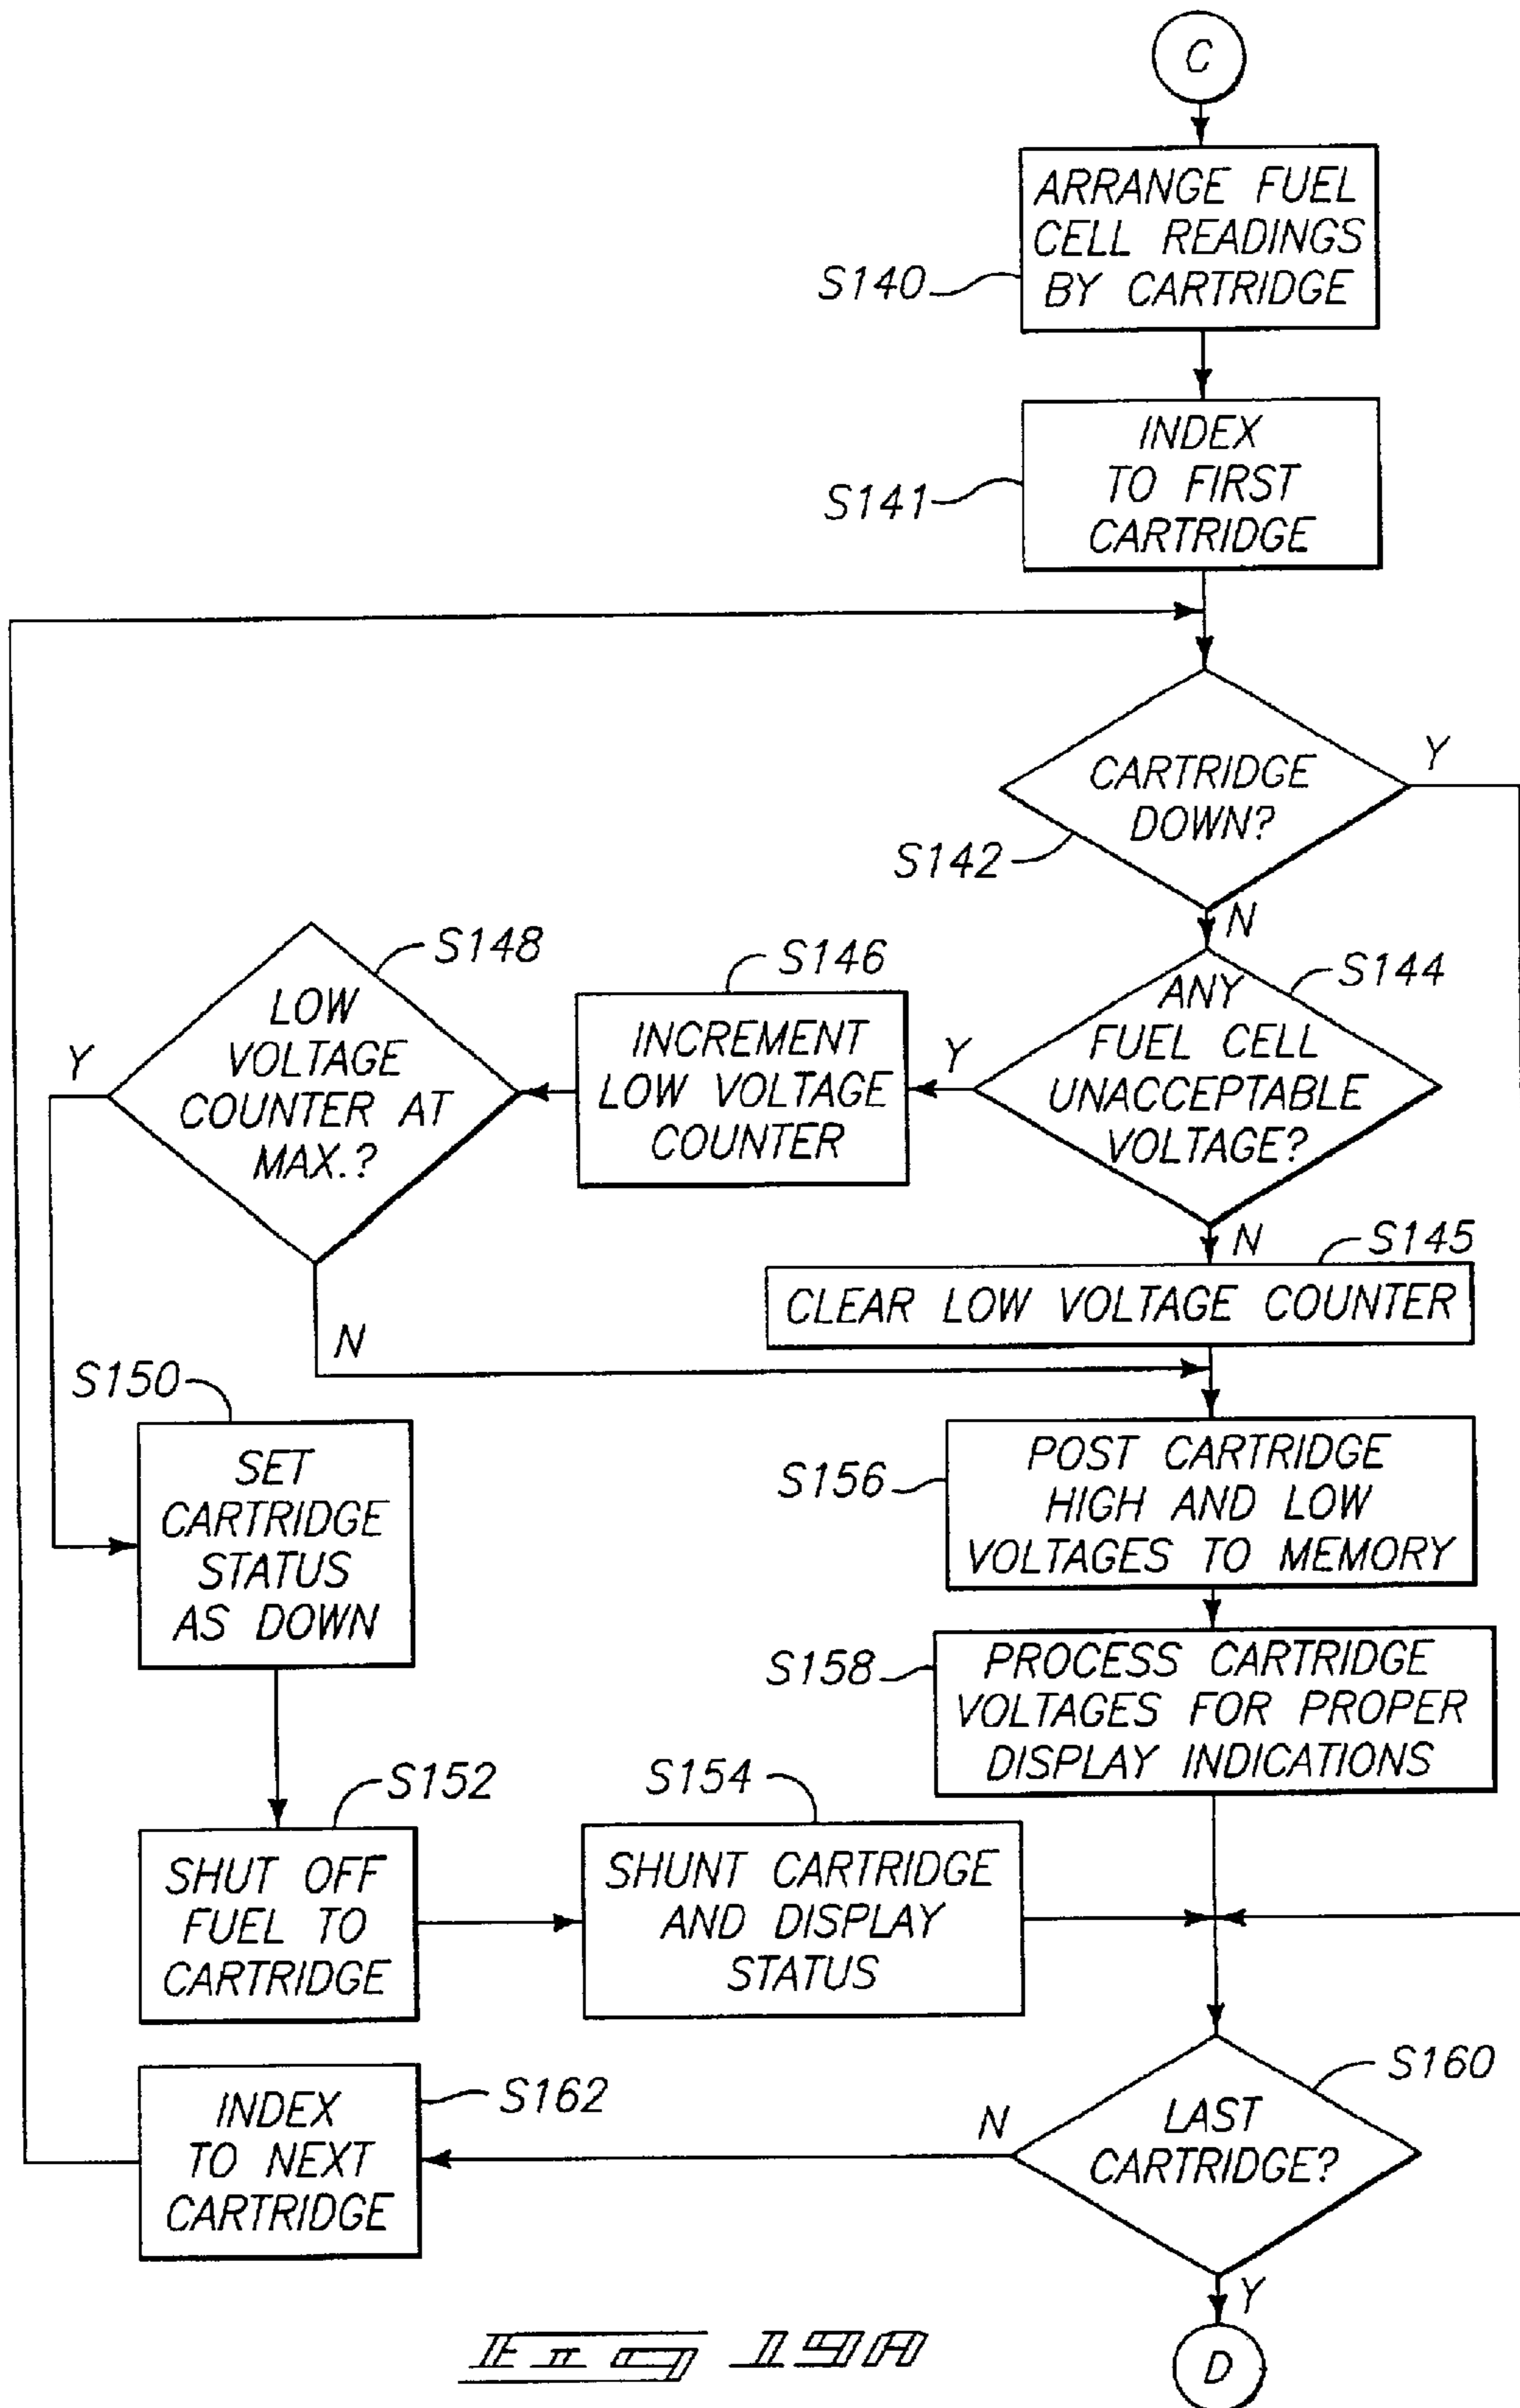 C
ARRANGE FUEL
CELL READINGS
BY CARTRIDGE
S140
INDEX
TO FIRST
CARTRIDGE
S141
CARTRIDGE
DOWN?
Y
S142
N
S148
LOW
VOLTAGE
COUNTER AT
MAX.?
Y
S146
INCREMENT
LOW VOLTAGE
COUNTER
Y
S144
ANY
FUEL CELL
UNACCEPTABLE
VOLTAGE?
N
S145
CLEAR LOW VOLTAGE COUNTER
N
S150
SET
CARTRIDGE
STATUS
AS DOWN
S156
POST CARTRIDGE
HIGH AND LOW
VOLTAGES TO MEMORY
S158
PROCESS CARTRIDGE
VOLTAGES FOR PROPER
DISPLAY INDICATIONS
S152
SHUT OFF
FUEL TO
CARTRIDGE
S154
SHUNT CARTRIDGE
AND DISPLAY
STATUS
S162
INDEX
TO NEXT
CARTRIDGE
N
S160
LAST
CARTRIDGE?
Y
D
FIG 19A